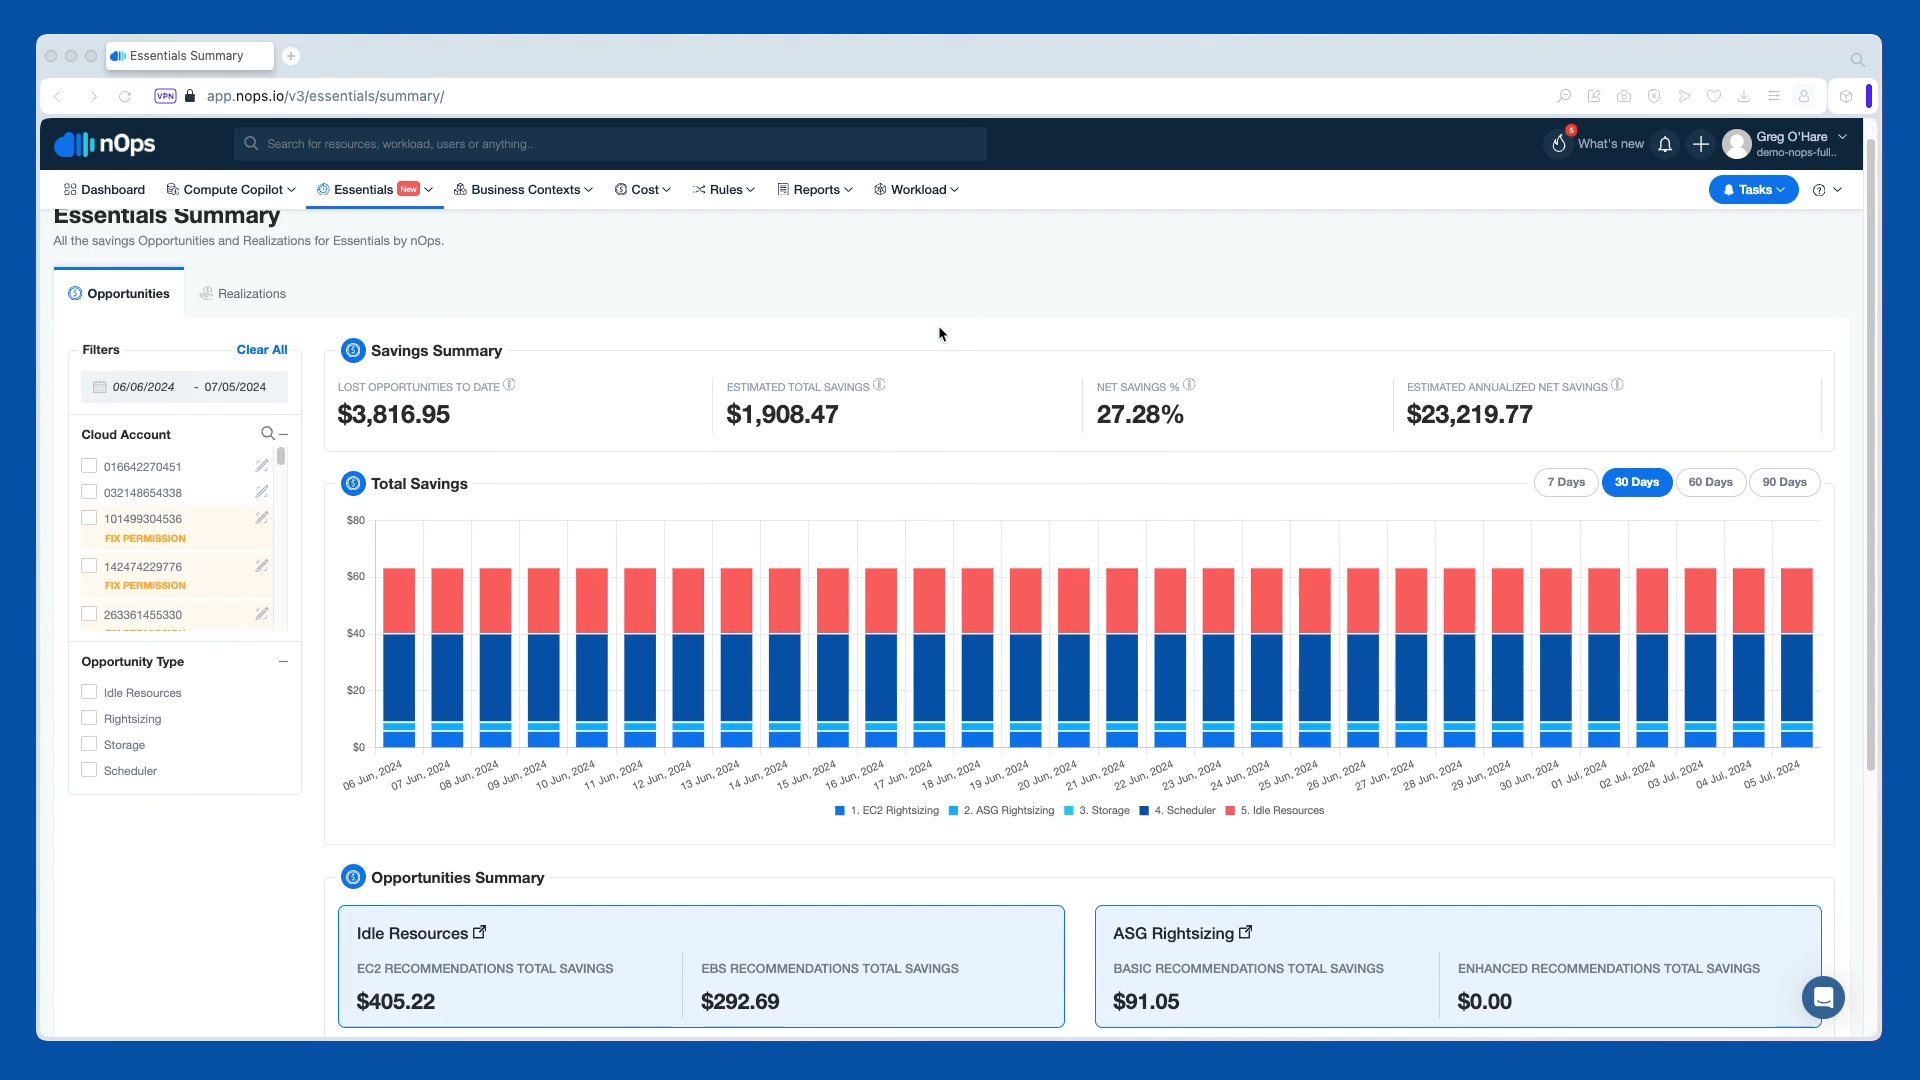 Essentials Summary
VPN app.nops.io/v3/essentials/summary/
nOps Search for resources, workload, users or anything.. 5 What's new Greg O'Hare
demo-nops-full..
Dashboard Compute Copilot Essentials New Business Contexts Cost Rules Reports Workload Tasks
Essentials Summary
All the savings Opportunities and Realizations for Essentials by nOps.
Opportunities Realizations
Filters Clear All
06/06/2024 - 07/05/2024
Cloud Account
016642270451
032148654338
101499304536
FIX PERMISSION
142474229776
FIX PERMISSION
263361455330
FIX PERMISSION
Opportunity Type
Idle Resources
Rightsizing
Storage
Scheduler
Savings Summary
LOST OPPORTUNITIES TO DATE ESTIMATED TOTAL SAVINGS NET SAVINGS % ESTIMATED ANNUALIZED NET SAVINGS
$3,816.95 $1,908.47 27.28% $23,219.77
Total Savings 7 Days 30 Days 60 Days 90 Days
$80
$60
$40
$20
$0
06 Jun, 2024 07 Jun, 2024 08 Jun, 2024 09 Jun, 2024 10 Jun, 2024 11 Jun, 2024 12 Jun, 2024 13 Jun, 2024 14 Jun, 2024 15 Jun, 2024 16 Jun, 2024 17 Jun, 2024 18 Jun, 2024 19 Jun, 2024 20 Jun, 2024 21 Jun, 2024 22 Jun, 2024 23 Jun, 2024 24 Jun, 2024 25 Jun, 2024 26 Jun, 2024 27 Jun, 2024 28 Jun, 2024 29 Jun, 2024 30 Jun, 2024 01 Jul, 2024 02 Jul, 2024 03 Jul, 2024 04 Jul, 2024 05 Jul, 2024
1. EC2 Rightsizing 2. ASG Rightsizing 3. Storage 4. Scheduler 5. Idle Resources
Opportunities Summary
Idle Resources
EC2 RECOMMENDATIONS TOTAL SAVINGS EBS RECOMMENDATIONS TOTAL SAVINGS
$405.22 $292.69
ASG Rightsizing
BASIC RECOMMENDATIONS TOTAL SAVINGS ENHANCED RECOMMENDATIONS TOTAL SAVINGS
$91.05 $0.00